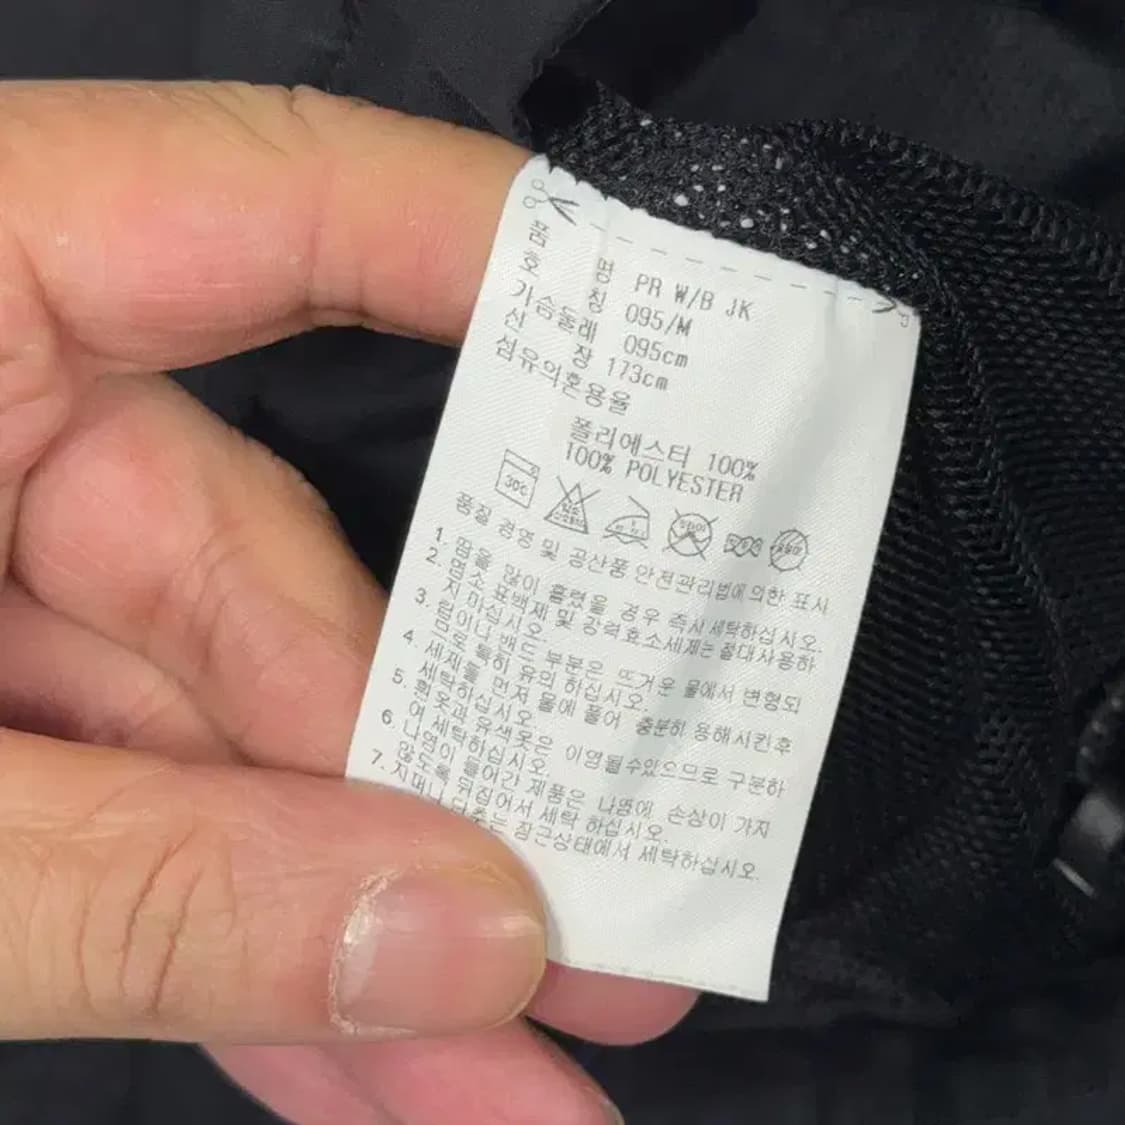 품 명 PR W/B JK
호 칭 095/M
가슴둘레 095cm
신 장 173cm
섬유의혼용율
폴리에스터 100%
100% POLYESTER
30c
품질 경영 및 공산품 안전관리법에 의한 표시
1. 땀을 많이 흘렸을 경우 즉시 세탁하십시오.
2. 염소 표백제 및 강력효소세제는 절대사용하
지 마십시오.
3. 팔이나 배는 부분은 뜨거운 물에서 변형되
특히 유의 하십시오.
4. 세제를 먼저 물에 풀어 충분히 용해시킨후
세탁하십시오.
5. 흰옷과 유색옷은 이염될수있으므로 구분하
여 세탁하십시오.
6. 나염이 들어간 제품은 나염에 손상이 가지
않도록 뒤집어서 세탁 하십시오.
7. 지퍼나 단추는 잠근상태에서 세탁하십시오.